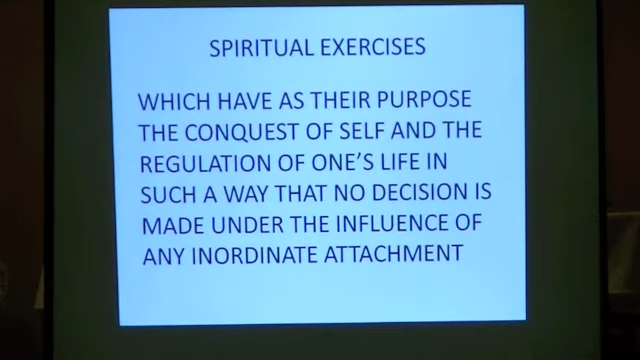 SPIRITUAL EXERCISES
WHICH HAVE AS THEIR PURPOSE
THE CONQUEST OF SELF AND THE
REGULATION OF ONE'S LIFE IN
SUCH A WAY THAT NO DECISION IS
MADE UNDER THE INFLUENCE OF
ANY INORDINATE ATTACHMENT